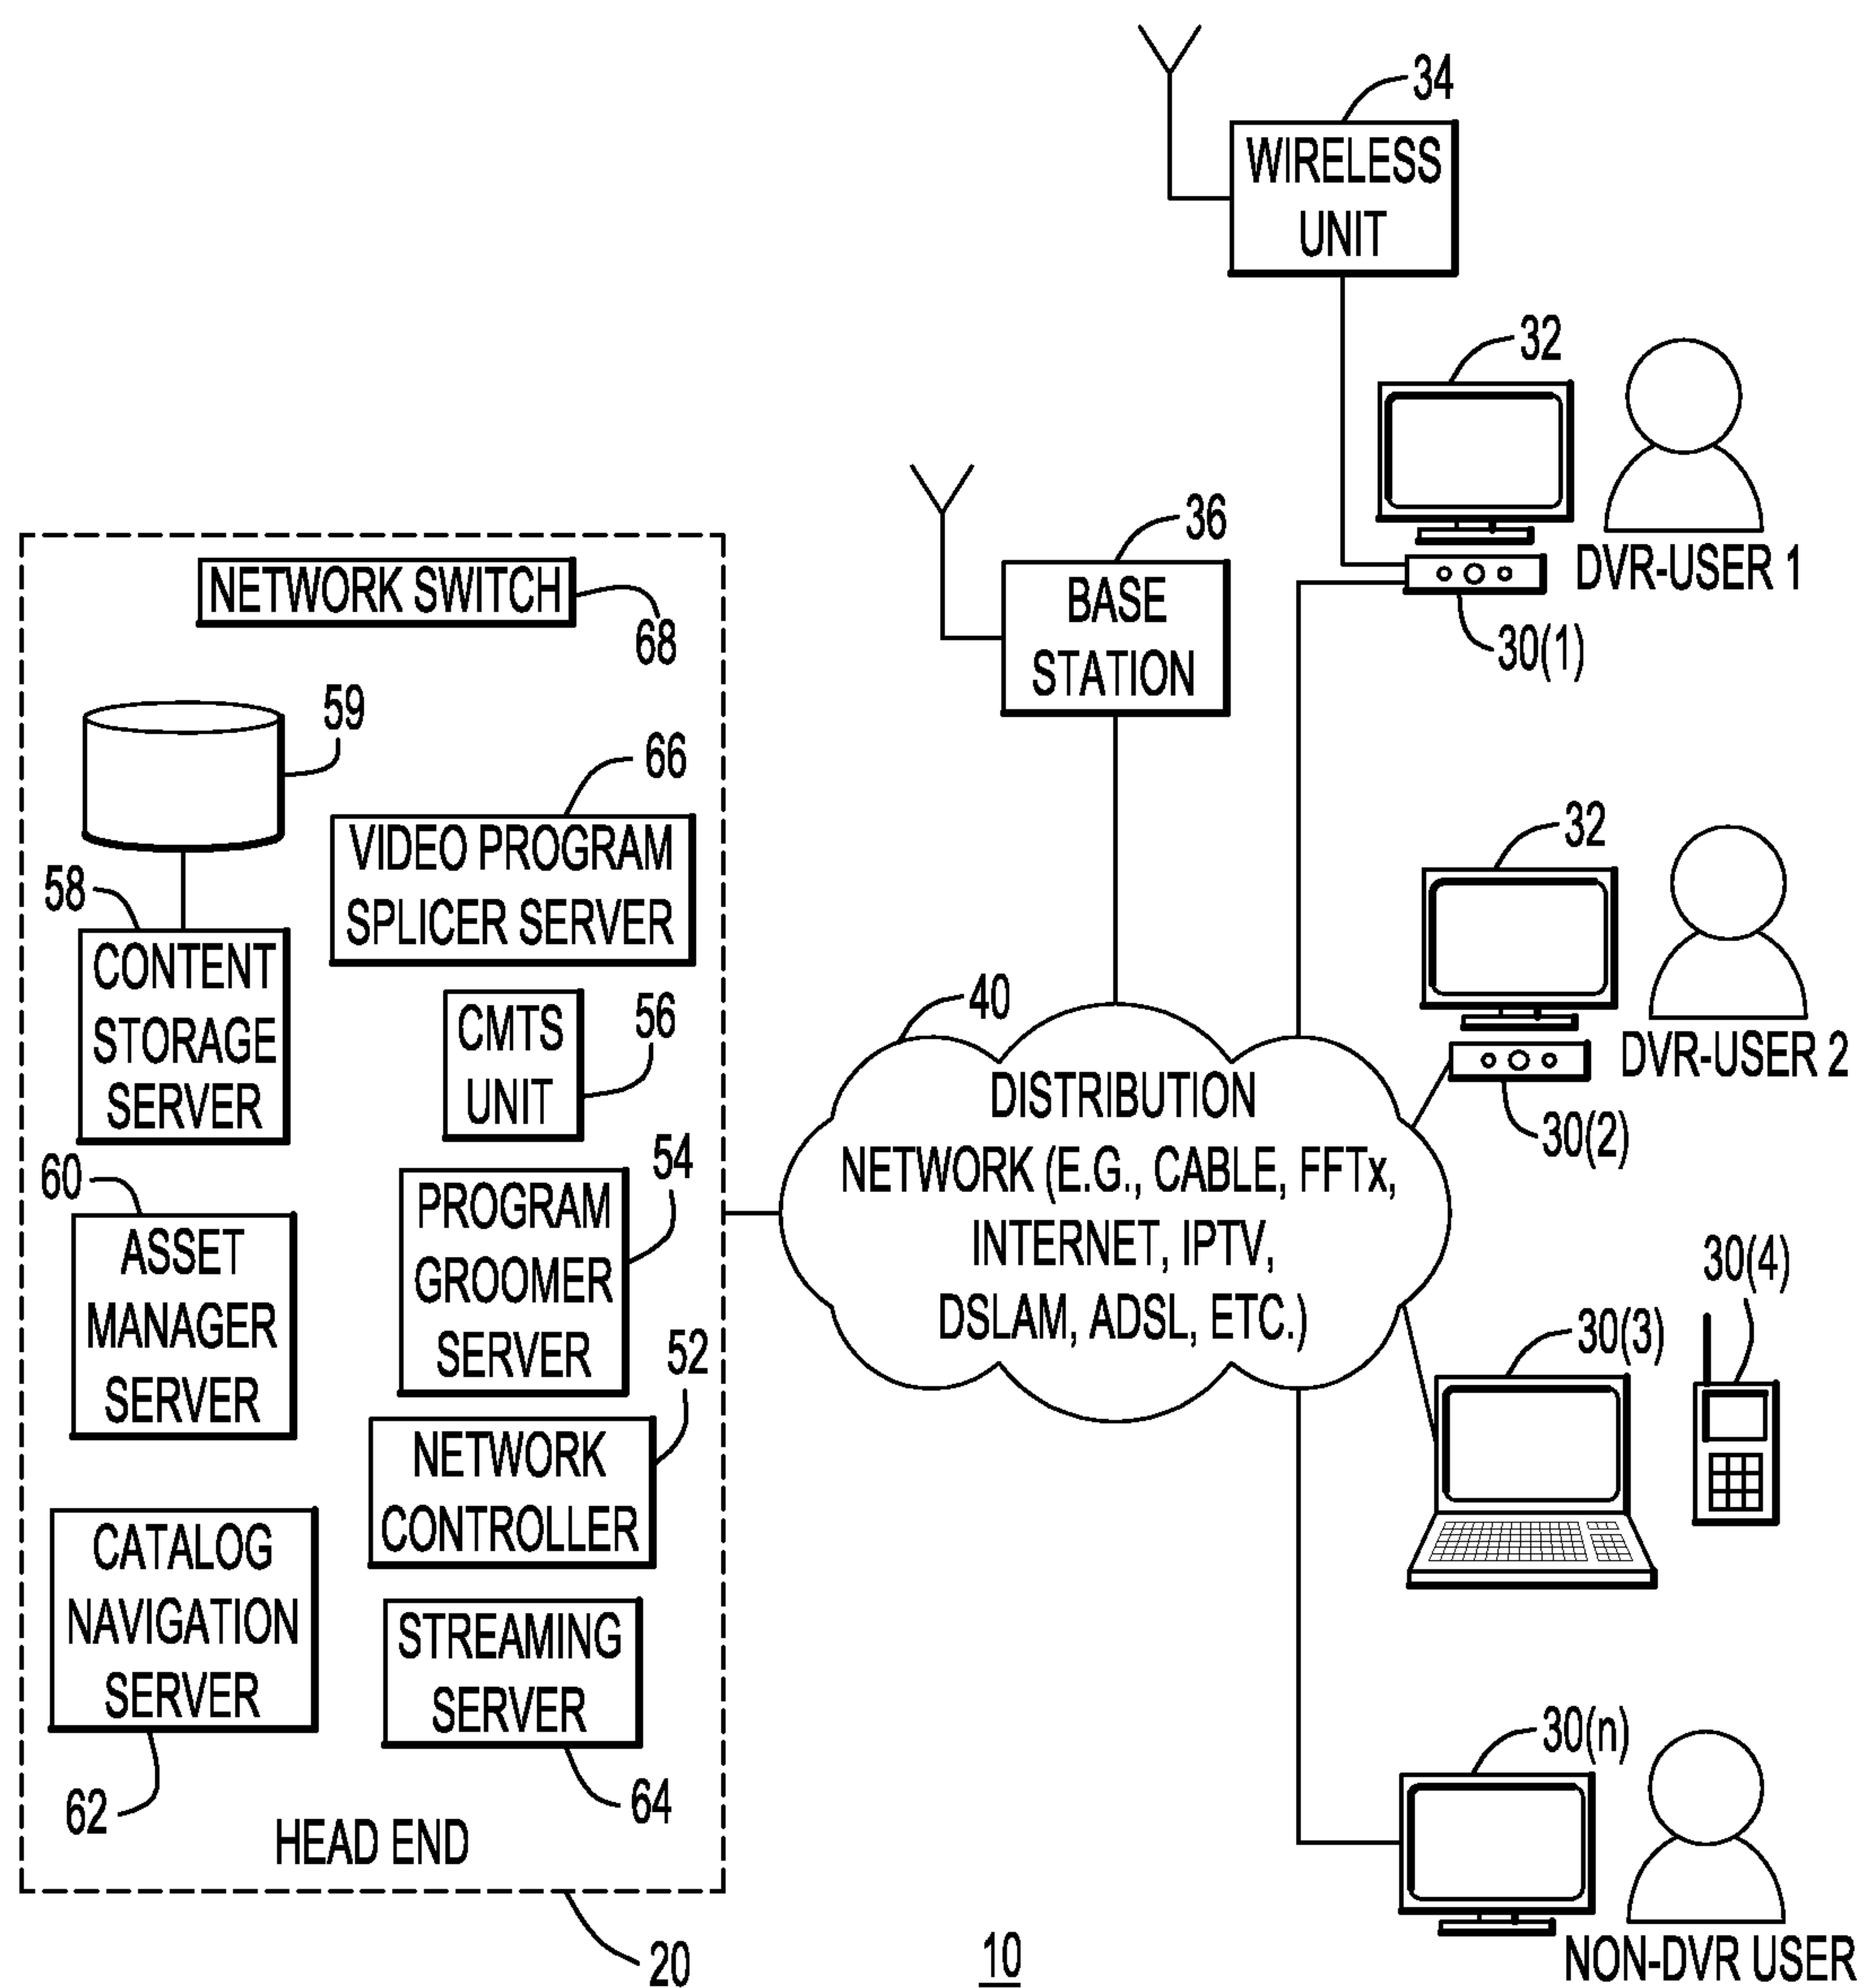 34
WIRELESS
UNIT
32
DVR-USER 1
30(1)
36
BASE
STATION
NETWORK SWITCH
68
59
66
VIDEO PROGRAM
SPLICER SERVER
58
CONTENT
STORAGE
SERVER
CMTS
UNIT
56
60
ASSET
MANAGER
SERVER
54
PROGRAM
GROOMER
SERVER
52
NETWORK
CONTROLLER
CATALOG
NAVIGATION
SERVER
62
STREAMING
SERVER
64
HEAD END
20
40
DISTRIBUTION
NETWORK (E.G., CABLE, FFTx,
INTERNET, IPTV,
DSLAM, ADSL, ETC.)
32
DVR-USER 2
30(2)
30(3)
30(4)
30(n)
NON-DVR USER
10